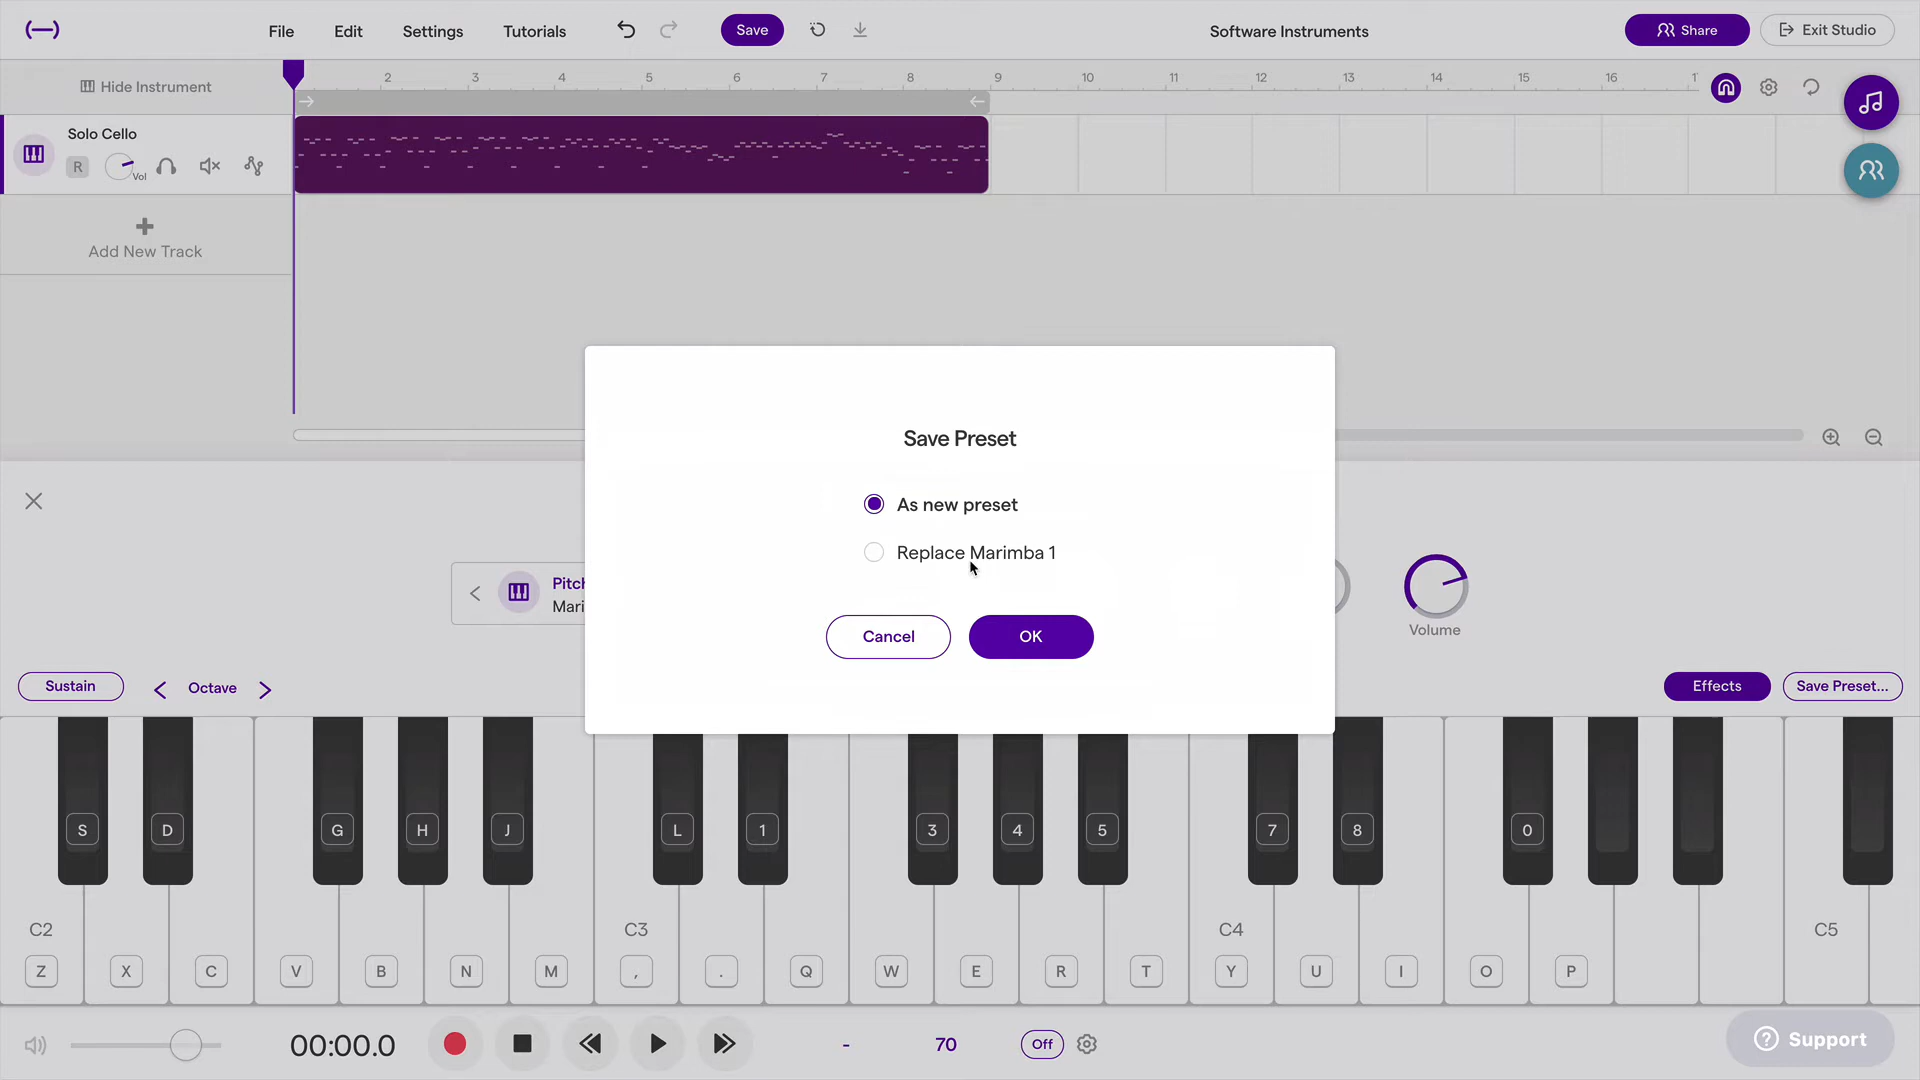 File Edit Settings Tutorials Save Software Instruments Share Exit Studio
Hide Instrument 2 3 4 5 6 7 8 9 10 11 12 13 14 15 16
Solo Cello
R Vol
Add New Track
Save Preset
As new preset
Replace Marimba 1
Cancel OK
Pitch
Mari
Volume
Sustain Octave Effects Save Preset...
S D G H J L 1 3 4 5 7 8 0
C2 C3 C4 C5
Z X C V B N M , . Q W E R T Y U I O P
00:00.0 - 70 Off Support